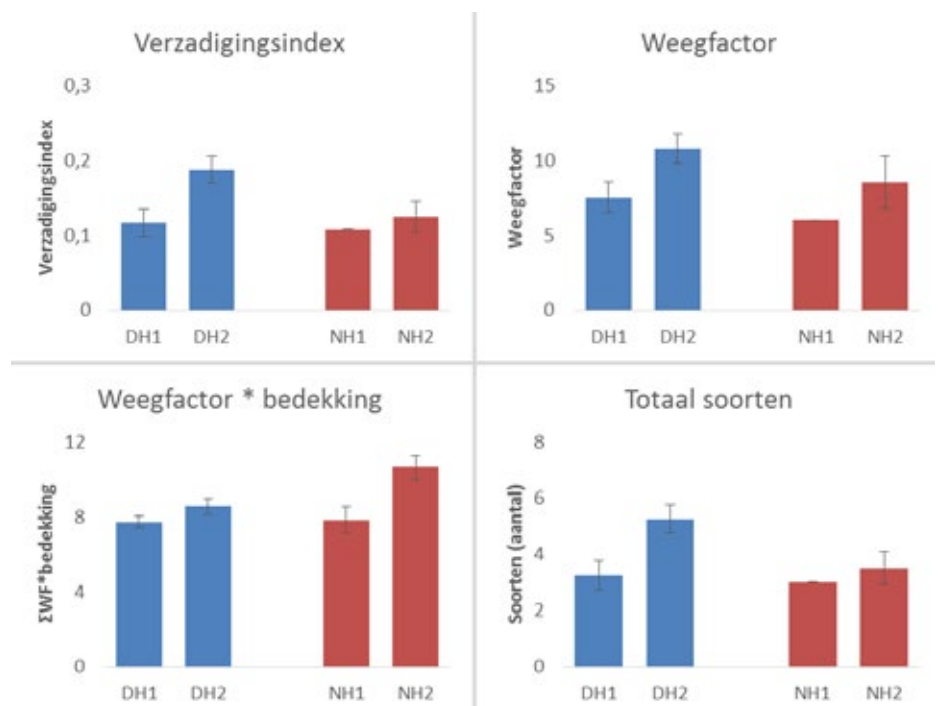 Verzadigingsindex
Verzadigingsindex
0,3
0,2
0,1
0
DH1 DH2 NH1 NH2
Weegfactor
Weegfactor
15
10
5
0
DH1 DH2 NH1 NH2
Weegfactor * bedekking
ΣWF*bedekking
12
8
4
0
DH1 DH2 NH1 NH2
Totaal soorten
Soorten (aantal)
8
6
4
2
0
DH1 DH2 NH1 NH2